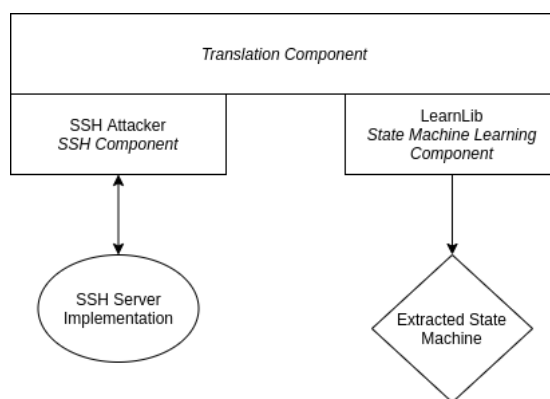 Translation Component
SSH Attacker
SSH Component
LearnLib
State Machine Learning
Component
SSH Server
Implementation
Extracted State
Machine